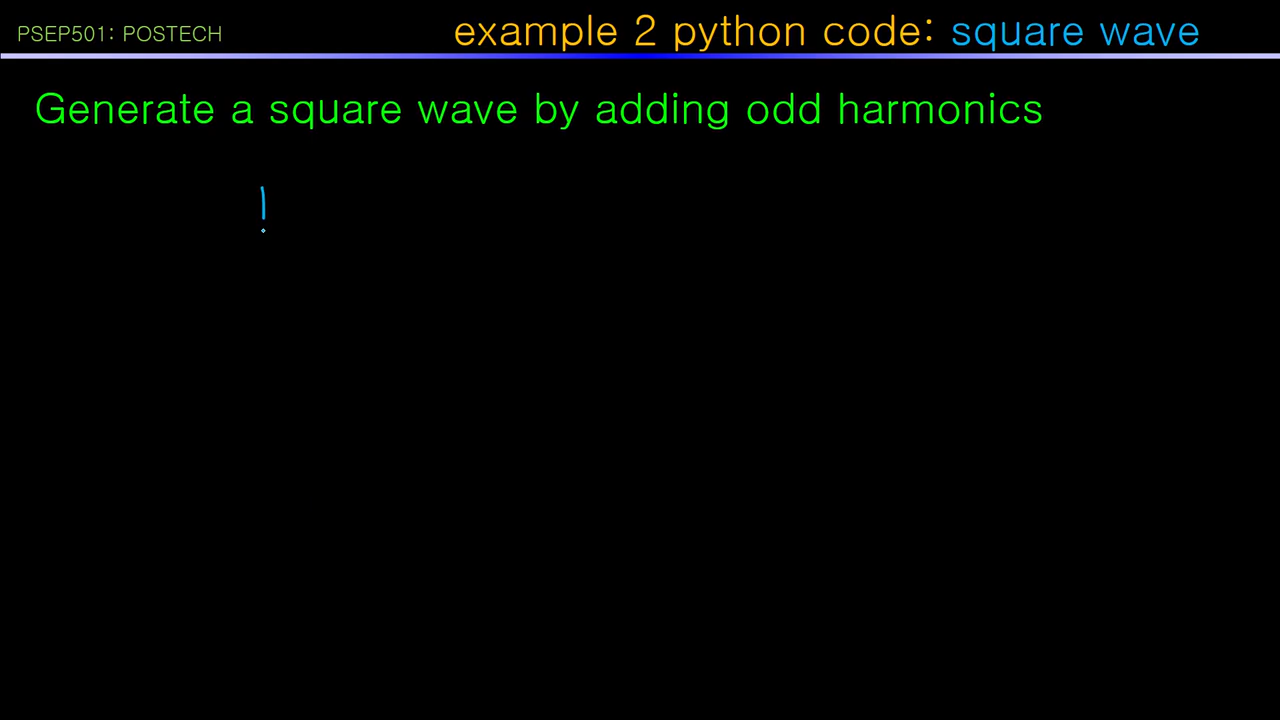 PSEP501: POSTECH
example 2 python code: square wave
Generate a square wave by adding odd harmonics